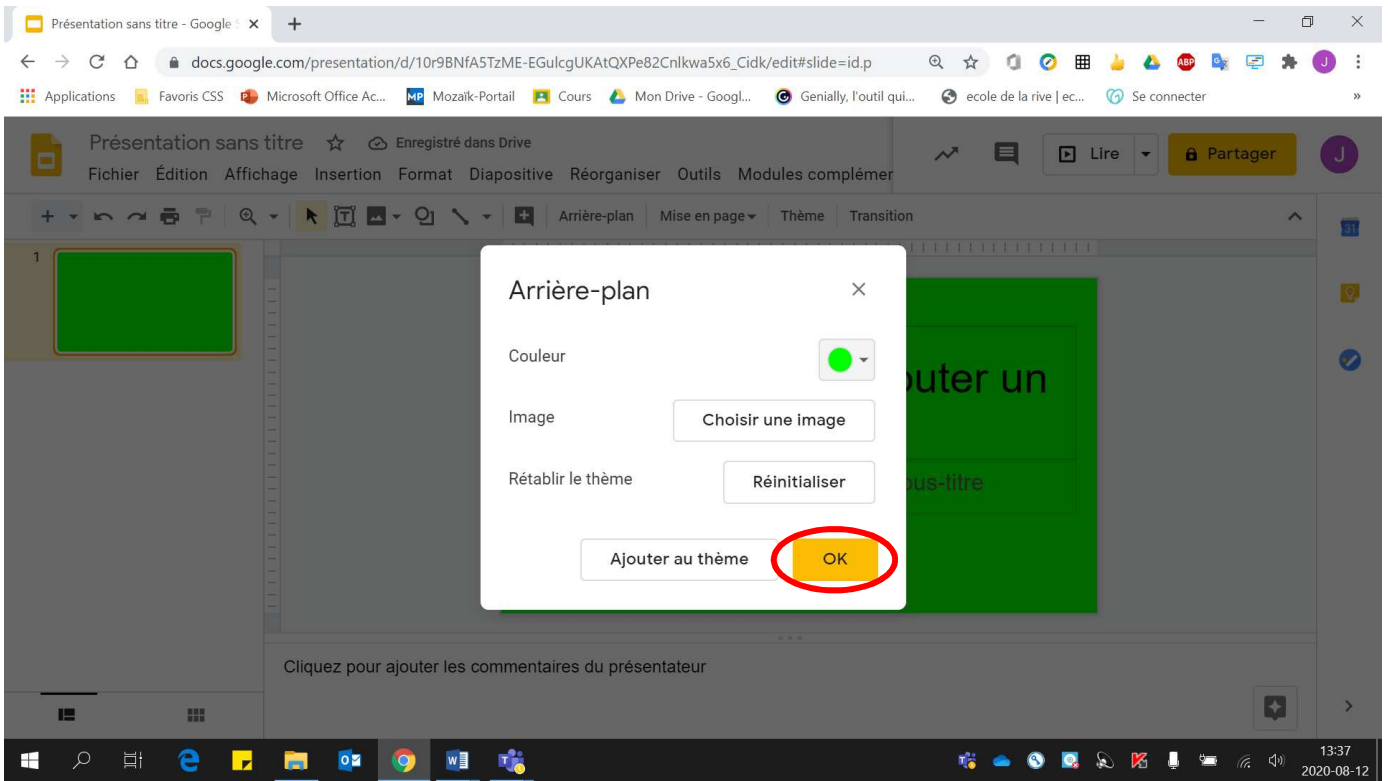 Présentation sans titre - Google S
docs.google.com/presentation/d/10r9BNfA5TzME-EGulcgUKAtQXPe82Cnlkwa5x6_Cidk/edit#slide=id.p
ABP
J
Applications Favoris CSS Microsoft Office Ac... MP Mozaïk-Portail Cours Mon Drive - Googl... Genially, l'outil qui... ecole de la rive | ec... Se connecter »
Présentation sans titre Enregistré dans Drive
Lire Partager J
Fichier Édition Affichage Insertion Format Diapositive Réorganiser Outils Modules complémen
Arrière-plan Mise en page Thème Transition
31
1
Arrière-plan
Couleur
outer un
Image Choisir une image
Rétablir le thème Réinitialiser
ous-titre
Ajouter au thème OK
Cliquez pour ajouter les commentaires du présentateur
13:37
2020-08-12